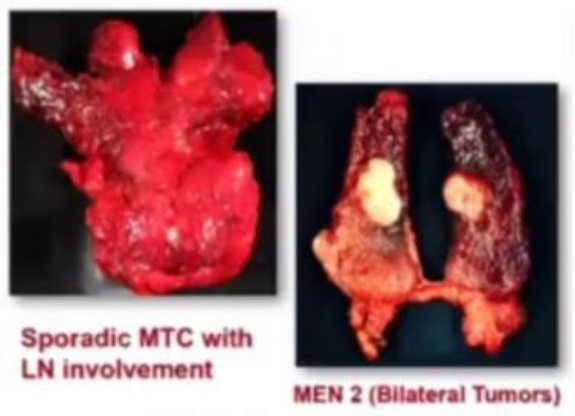 Sporadic MTC with
LN involvement
MEN 2 (Bilateral Tumors)